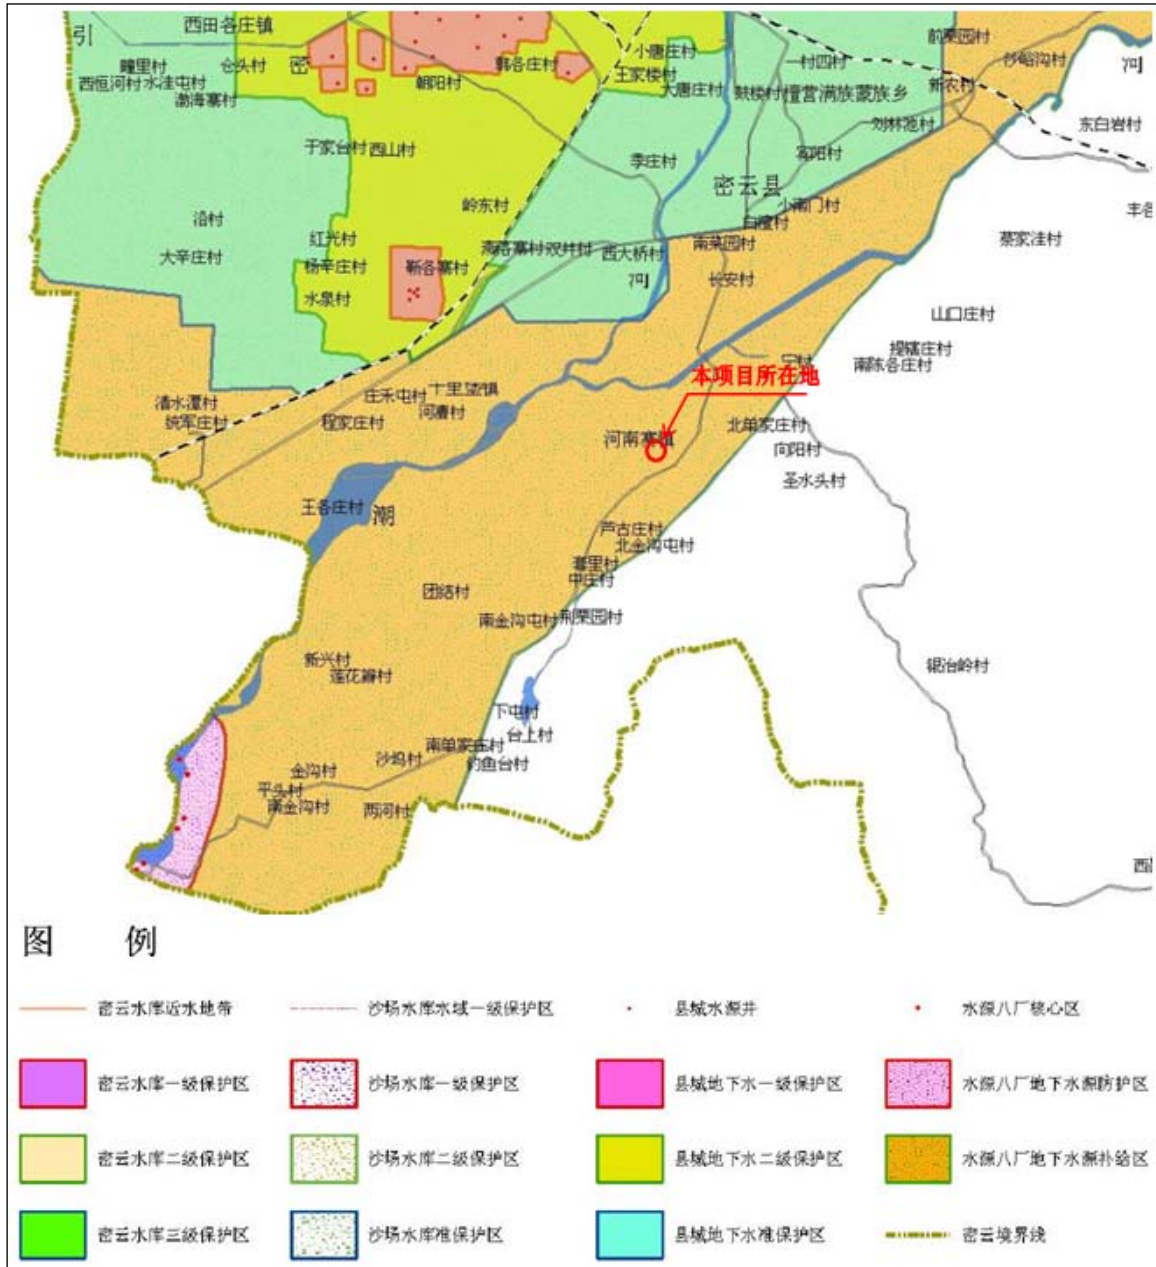 引
西田各庄镇
疃里村
仓头村
密
西恒河村
水洼屯村
渤海寨村
朝阳村
韩各庄村
小唐庄村
王家楼村
大唐庄村
一村四村
前栗园村
沙峪沟村
河
鼓楼村
檀营满族蒙族乡
新农村
刘林池村
东白岩村
于家台村
西山村
季庄村
宾阳村
密云县
岭东村
小南门村
白檀村
沿村
红光村
南菜园村
蔡家洼村
大辛庄村
杨辛庄村
靳各寨村
双井村
西大桥村
河
长安村
水泉村
山口庄村
提辖庄村
南陈各庄村
宁村
本项目所在地
清水潭村
统军庄村
庄禾屯村
十里堡镇
河漕村
程家庄村
河南寨镇
北单家庄村
向阳村
圣水头村
王各庄村
潮
芦古庄村
北金沟屯村
套里村
中庄村
团结村
南金沟屯村
荆栗园村
新兴村
莲花瓣村
锻冶岭村
下屯村
台上村
南单家庄村
钓鱼台村
沙坞村
金沟村
平头村
南金沟村
两河村
图 例
密云水库近水地带
沙场水库水域一级保护区
县城水源井
水源八厂核心区
密云水库一级保护区
沙场水库一级保护区
县城地下水一级保护区
水源八厂地下水源防护区
密云水库二级保护区
沙场水库二级保护区
县城地下水二级保护区
水源八厂地下水源补给区
密云水库三级保护区
沙场水库准保护区
县城地下水准保护区
密云境界线